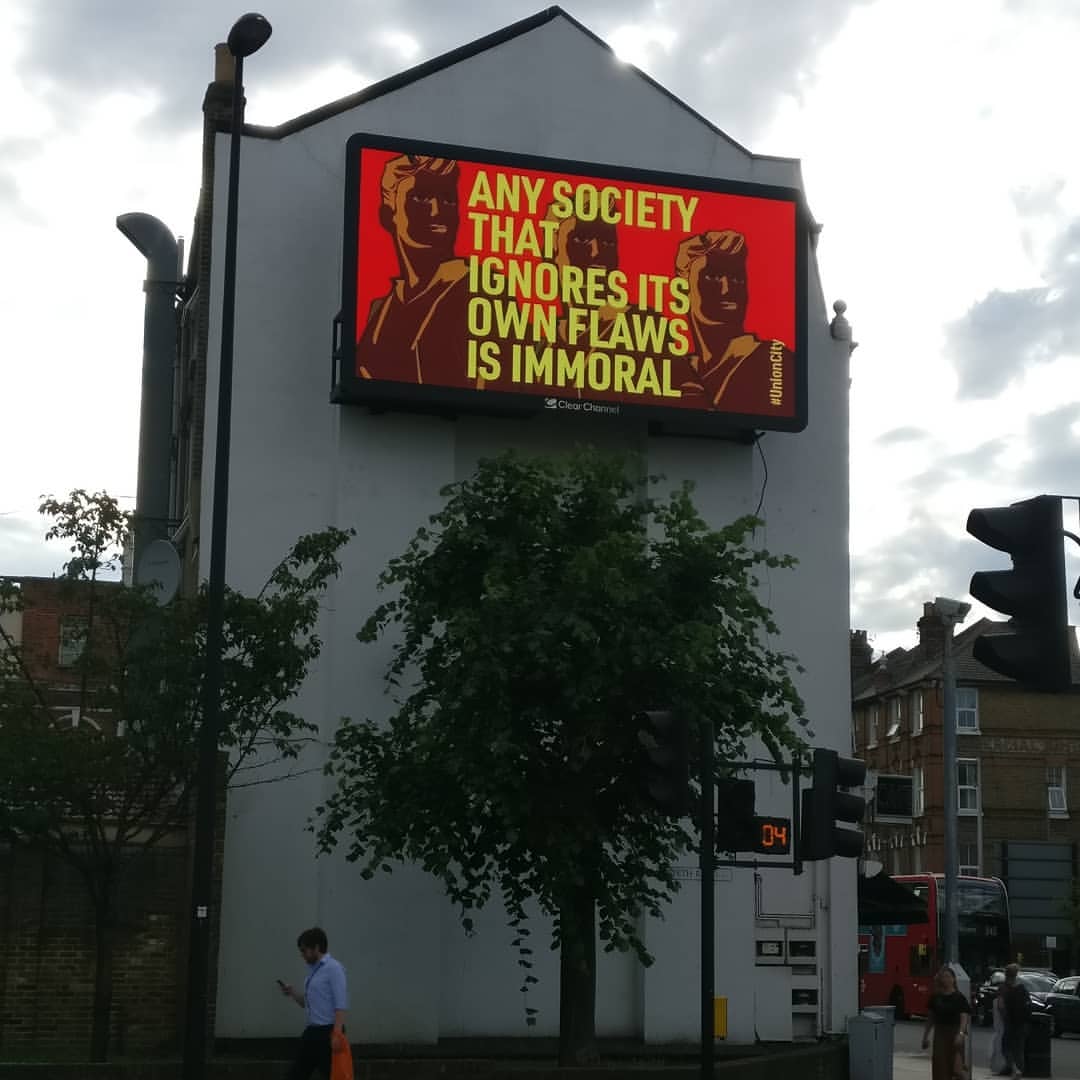 ANY SOCIETY
THAT
IGNORES ITS
OWN FLAWS
IS IMMORAL
#UnionCity
Clear Channel
04